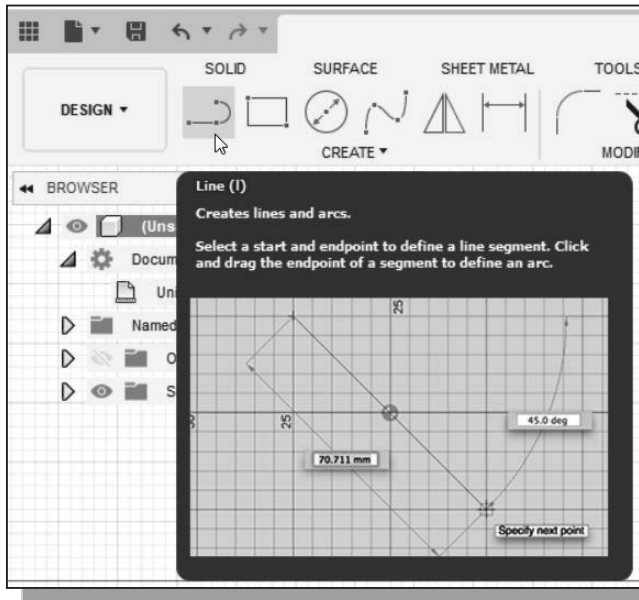 SOLID SURFACE SHEET METAL TOOLS
DESIGN
CREATE MODI
BROWSER
(Uns
Docum
Uni
Named
O
S
Line (l)
Creates lines and arcs.
Select a start and endpoint to define a line segment. Click
and drag the endpoint of a segment to define an arc.
25
25
45.0 deg
70.711 mm
Specify next point